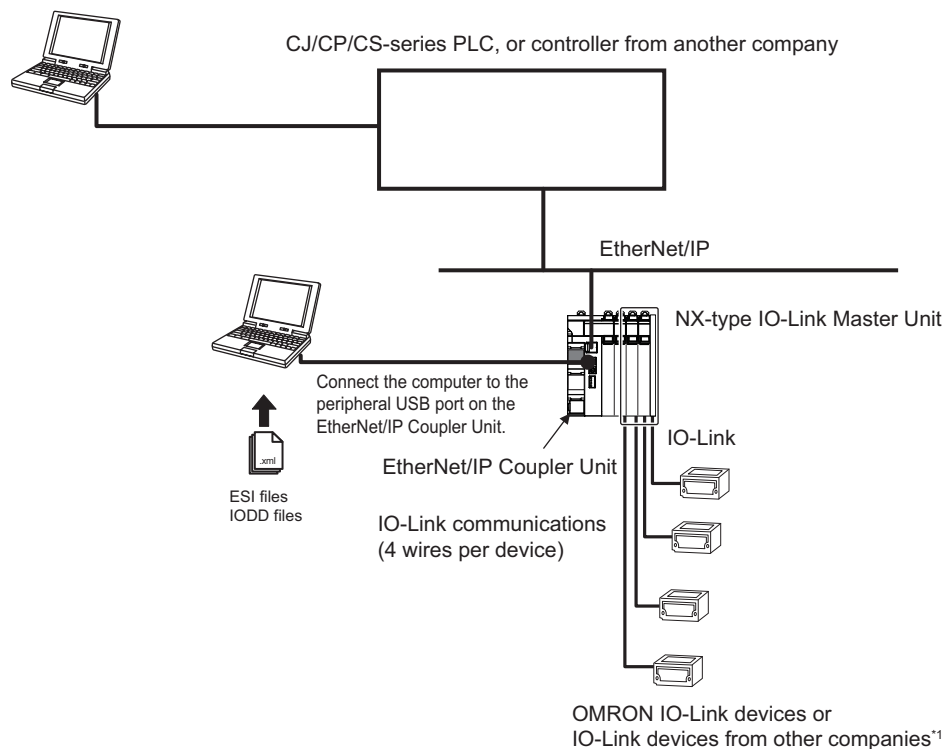 CJ/CP/CS-series PLC, or controller from another company
EtherNet/IP
NX-type IO-Link Master Unit
Connect the computer to the
peripheral USB port on the
EtherNet/IP Coupler Unit.
.xml
ESI files
IODD files
EtherNet/IP Coupler Unit
IO-Link
IO-Link communications
(4 wires per device)
OMRON IO-Link devices or
IO-Link devices from other companies*1